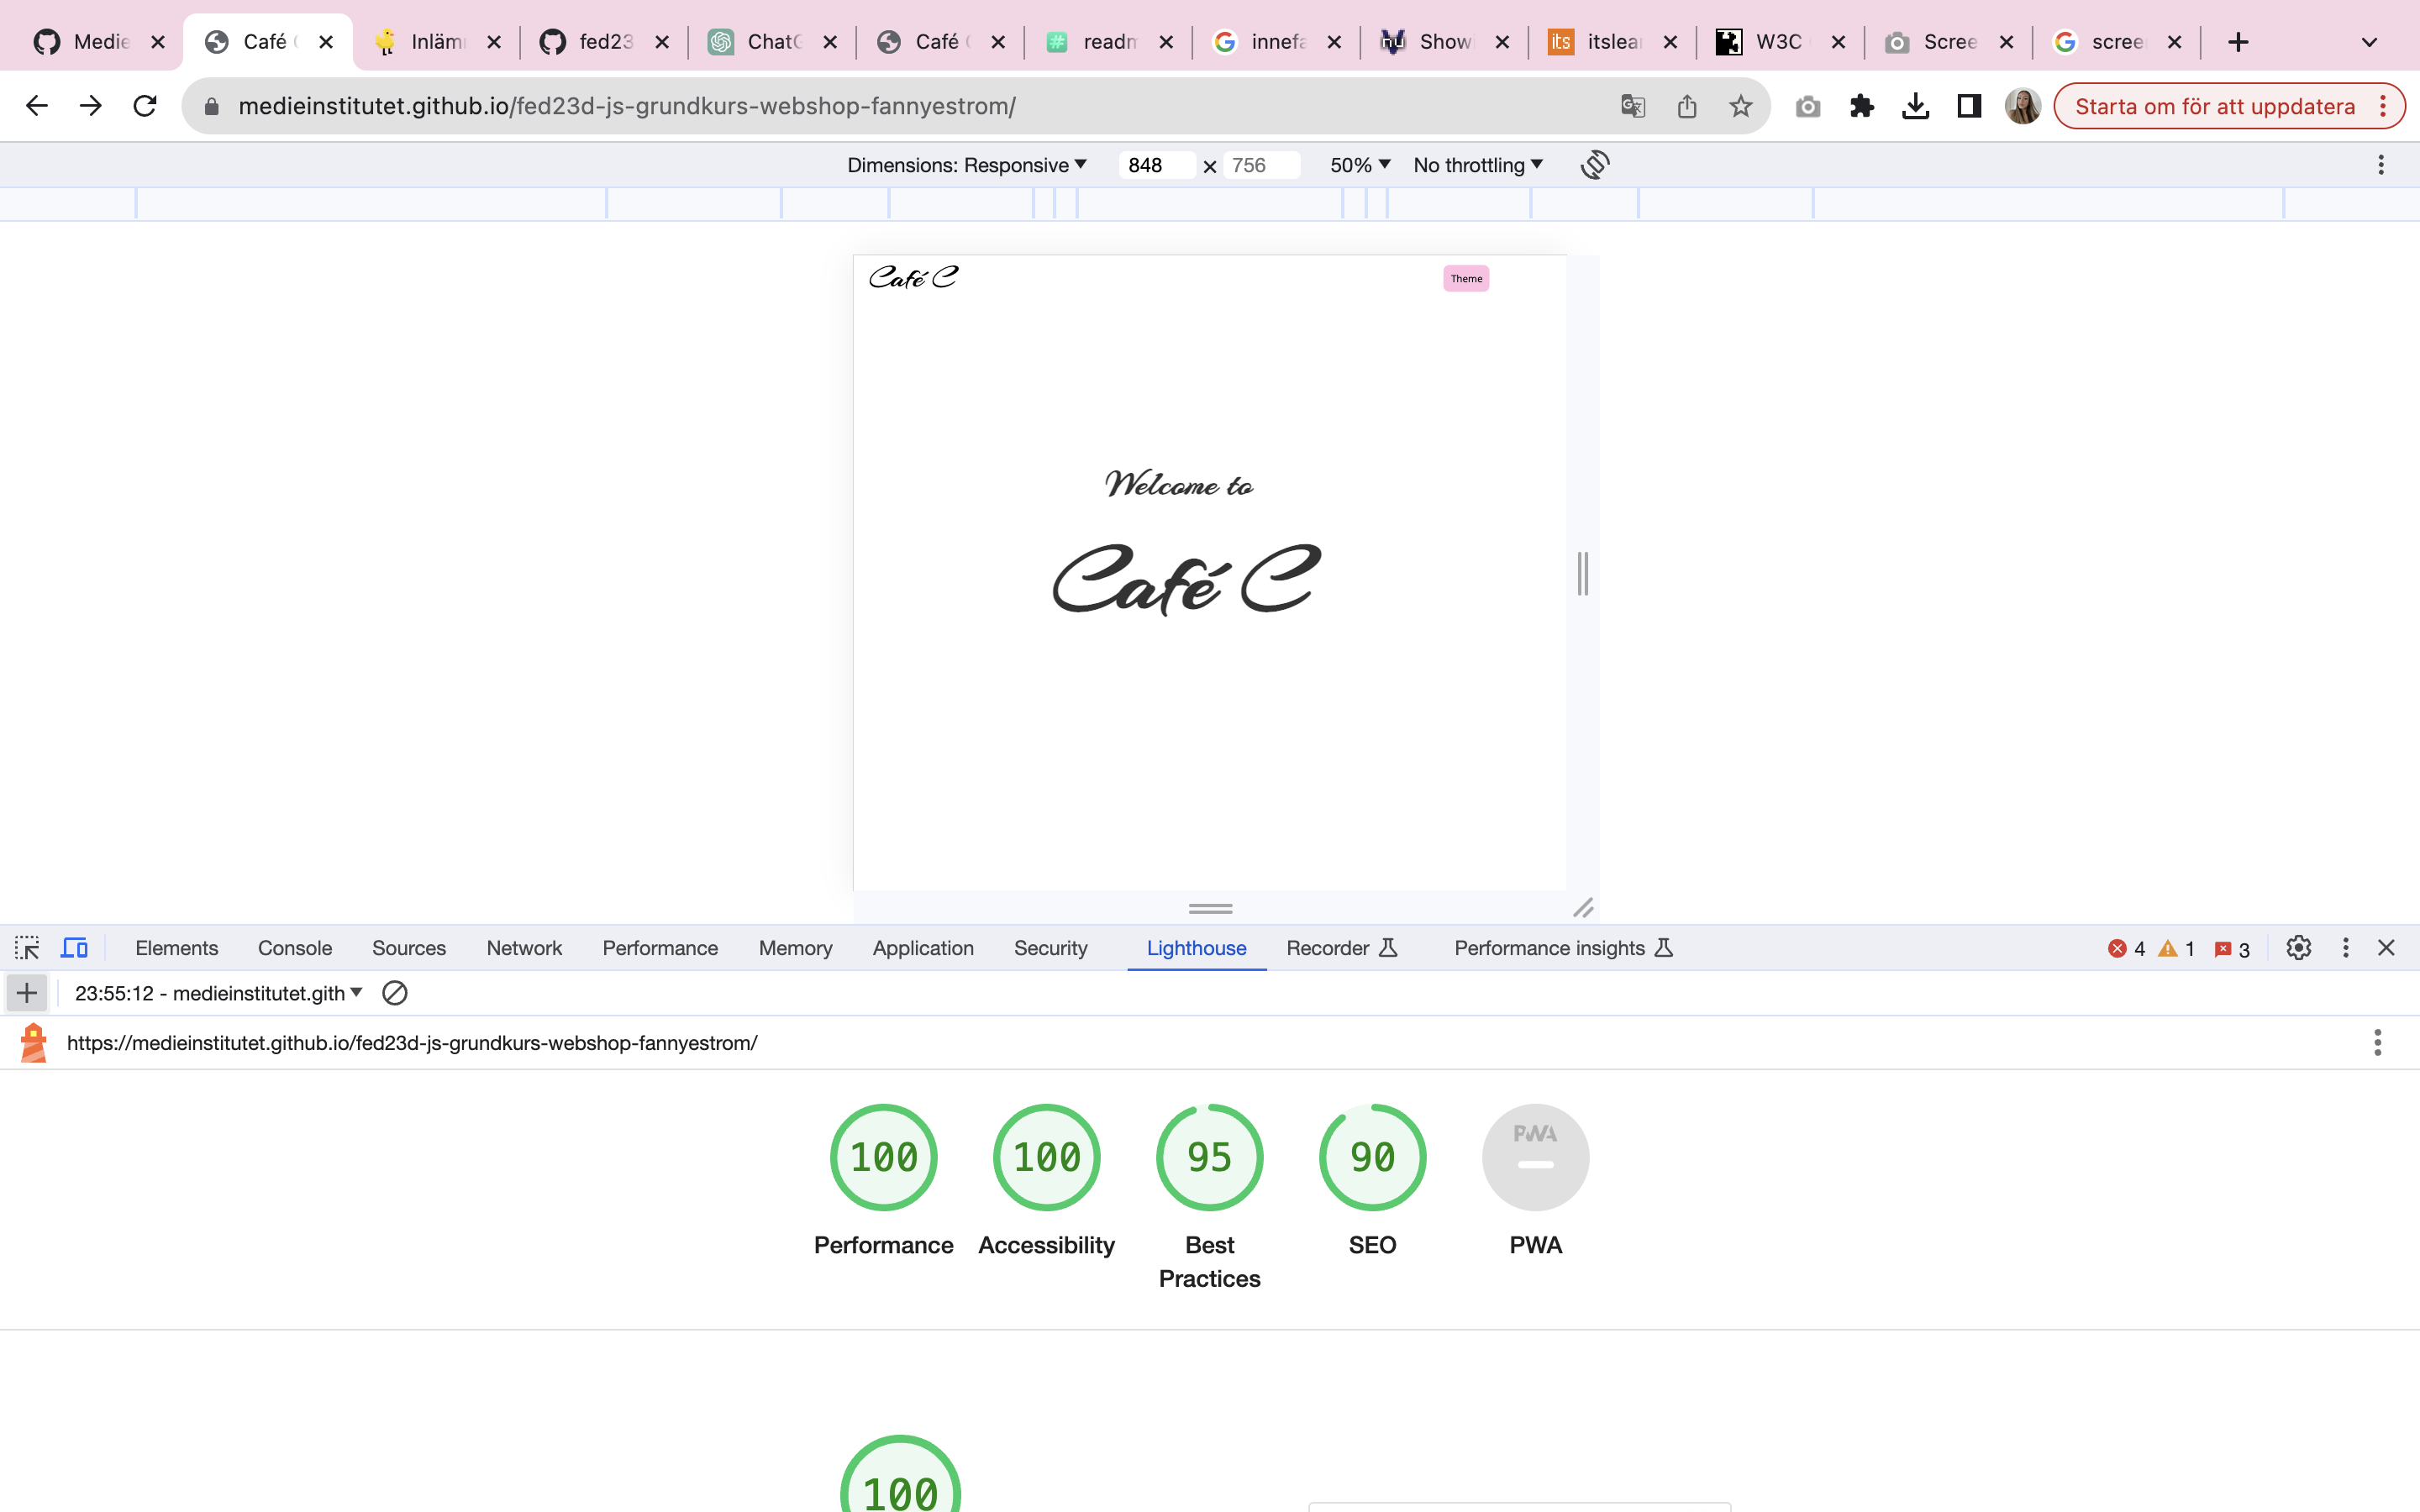 Medie
Café
Inläm
fed23
ChatG
Café
readm
innefa
Show
its
itslear
W3C
Scree
scree
medieinstitutet.github.io/fed23d-js-grundkurs-webshop-fannyestrom/
Starta om för att uppdatera
Dimensions: Responsive
848 × 756
50%
No throttling
Café C
Theme
Welcome to
Café C
Elements Console Sources Network Performance Memory Application Security Lighthouse Recorder Performance insights
4 1 3
23:55:12 - medieinstitutet.gith
https://medieinstitutet.github.io/fed23d-js-grundkurs-webshop-fannyestrom/
100 100 95 90 PWA
Performance Accessibility Best Practices SEO PWA
100